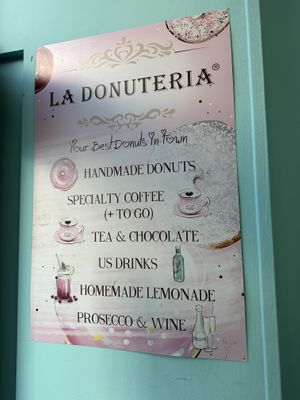 LA DONUTERIA®
Your Best Donuts In Town
HANDMADE DONUTS
SPECIALTY COFFEE
(+ TO GO)
TEA & CHOCOLATE
US DRINKS
HOMEMADE LEMONADE
PROSECCO & WINE